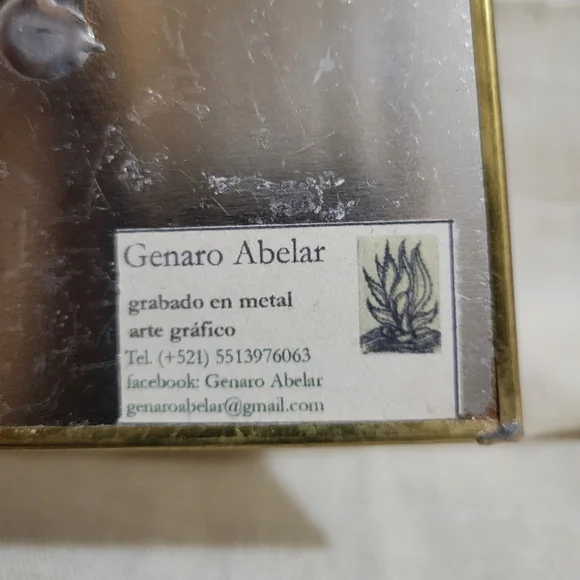 Genaro Abelar
grabado en metal
arte gráfico
Tel. (+521) 5513976063
facebook: Genaro Abelar
genaroabelar@gmail.com